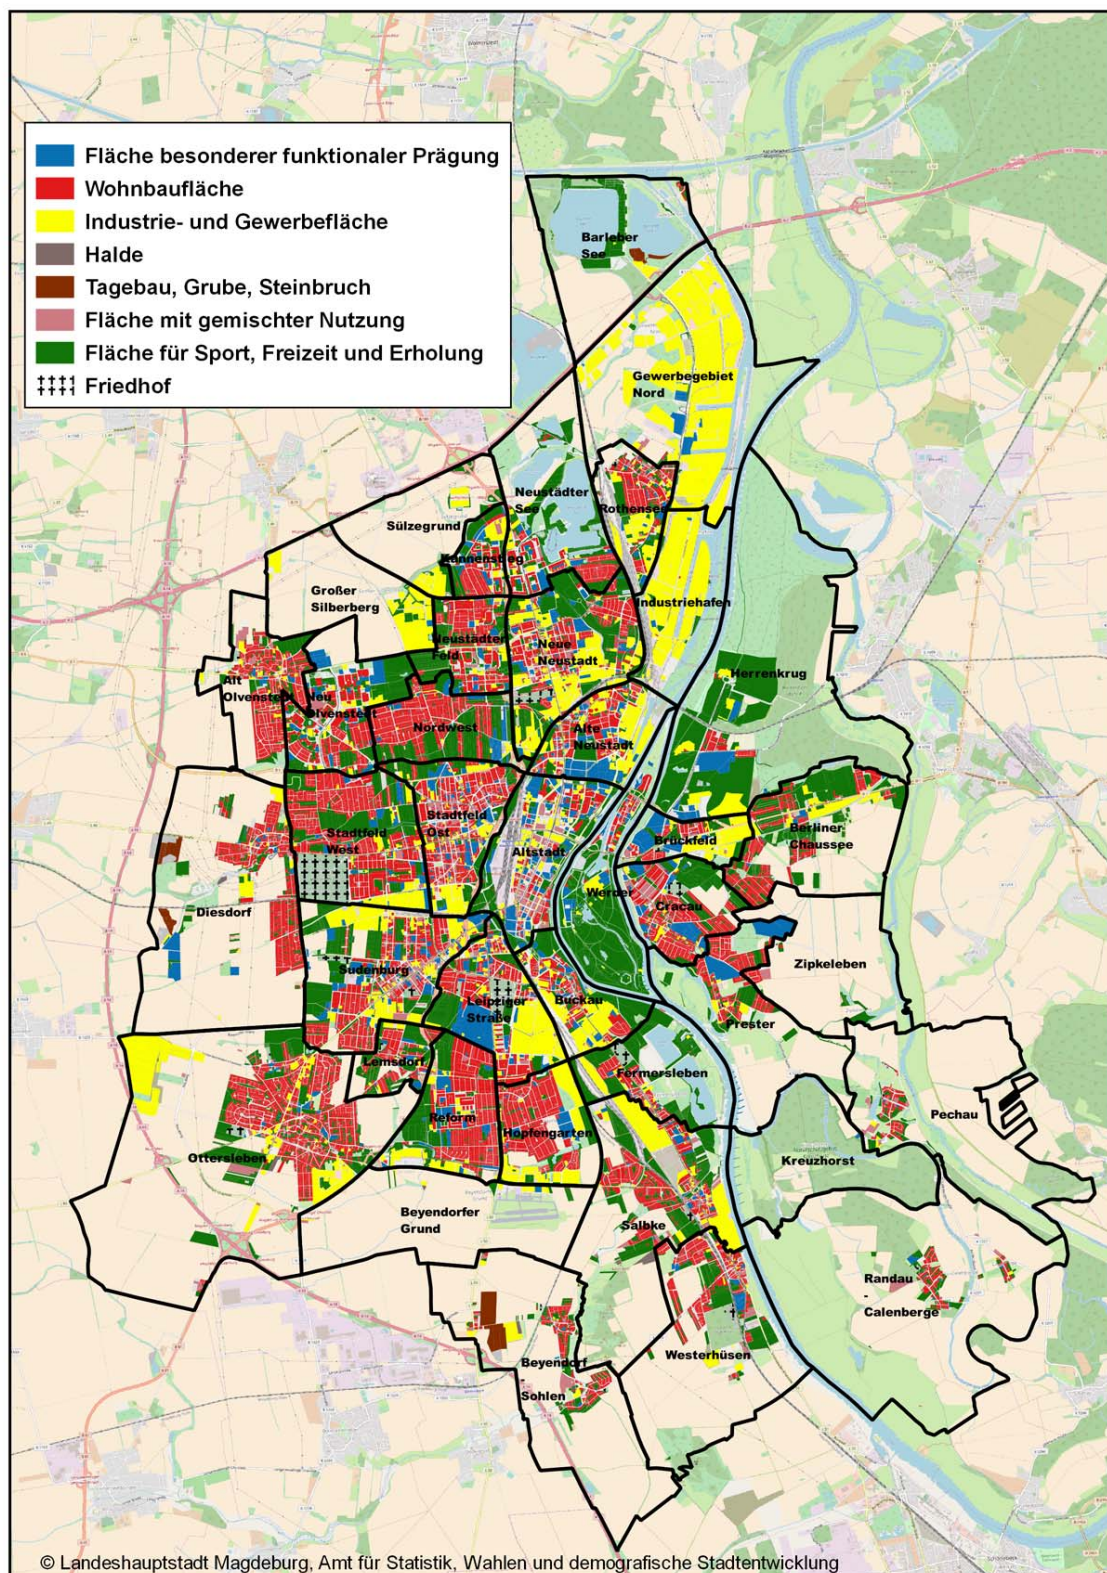 Fläche besonderer funktionaler Prägung
Wohnbaufläche
Industrie- und Gewerbefläche
Halde
Tagebau, Grube, Steinbruch
Fläche mit gemischter Nutzung
Fläche für Sport, Freizeit und Erholung
Friedhof
Barleber
See
Gewerbegebiet
Nord
Neustädter
See
Rothensee
Sülzegrund
Kannenstieg
Großer
Silberberg
Industriehafen
Neustädter
Feld
Neue
Neustadt
Alt
Olvenstedt
Neu
Olvenstedt
Herrenkrug
Nordwest
Alte
Neustadt
Stadtfeld
West
Stadtfeld
Ost
Altstadt
Brückfeld
Berliner
Chaussee
Werder
Cracau
Diesdorf
Sudenburg
Zipkeleben
Leipziger
Straße
Buckau
Prester
Lemsdorf
Fermersleben
Reform
Hopfengarten
Pechau
Ottersleben
Kreuzhorst
Beyendorfer
Grund
Salbke
Randau
-
Calenberge
Westerhüsen
Beyendorf
-
Sohlen
© Landeshauptstadt Magdeburg, Amt für Statistik, Wahlen und demografische Stadtentwicklung